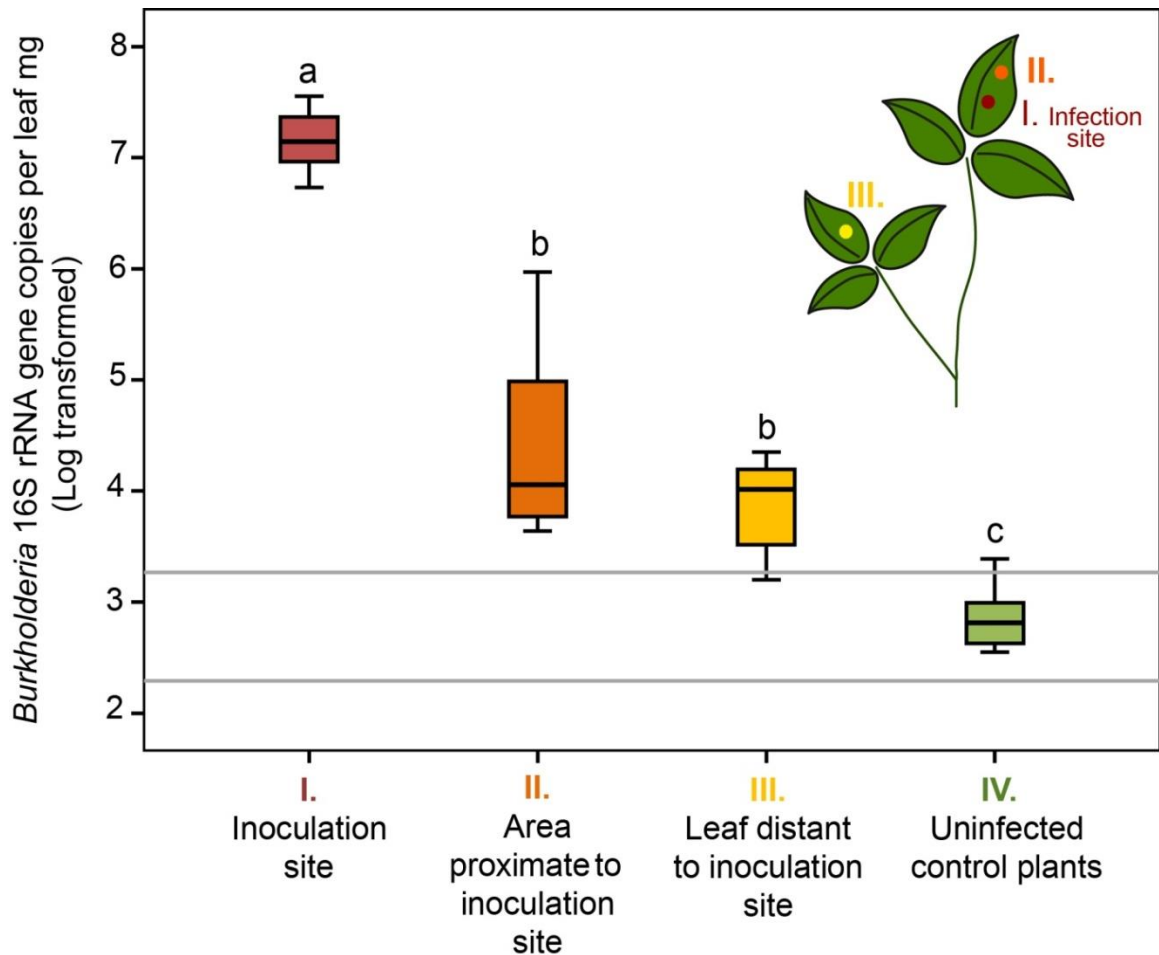 Burkholderia 16S rRNA gene copies per leaf mg
(Log transformed)
8
7
6
5
4
3
2
a
b
b
c
II.
I. Infection
site
III.
I.
Inoculation
site
II.
Area
proximate to
inoculation
site
III.
Leaf distant
to inoculation
site
IV.
Uninfected
control plants